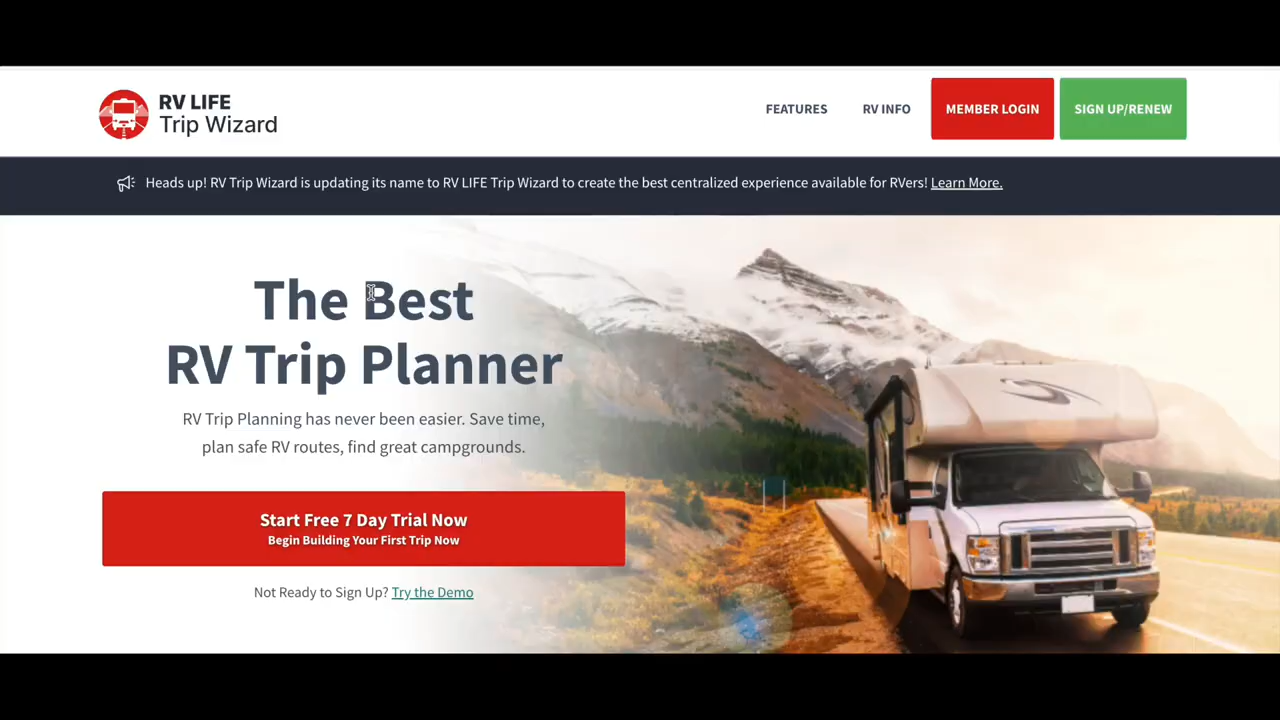 RV LIFE
Trip Wizard
FEATURES
RV INFO
MEMBER LOGIN
SIGN UP/RENEW
Heads up! RV Trip Wizard is updating its name to RV LIFE Trip Wizard to create the best centralized experience available for RVers! Learn More.
The Best
RV Trip Planner
RV Trip Planning has never been easier. Save time,
plan safe RV routes, find great campgrounds.
Start Free 7 Day Trial Now
Begin Building Your First Trip Now
Not Ready to Sign Up? Try the Demo